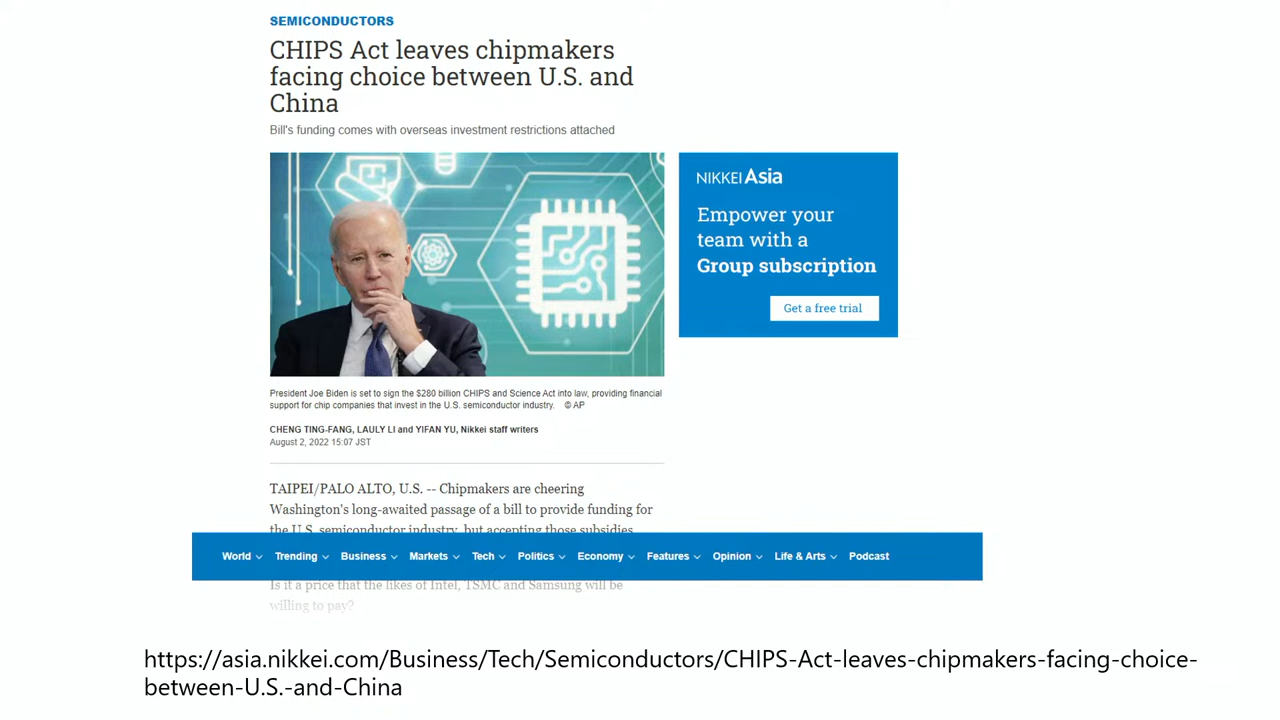 SEMICONDUCTORS
CHIPS Act leaves chipmakers
facing choice between U.S. and
China
Bill's funding comes with overseas investment restrictions attached
NIKKEI Asia
Empower your
team with a
Group subscription
Get a free trial
President Joe Biden is set to sign the $280 billion CHIPS and Science Act into law, providing financial
support for chip companies that invest in the U.S. semiconductor industry. © AP
CHENG TING-FANG, LAULY LI and YIFAN YU, Nikkei staff writers
August 2, 2022 15:07 JST
TAIPEI/PALO ALTO, U.S. -- Chipmakers are cheering
Washington's long-awaited passage of a bill to provide funding for
the U.S. semiconductor industry, but accepting those subsidies
World Trending Business Markets Tech Politics Economy Features Opinion Life & Arts Podcast
Is it a price that the likes of Intel, TSMC and Samsung will be
willing to pay?
https://asia.nikkei.com/Business/Tech/Semiconductors/CHIPS-Act-leaves-chipmakers-facing-choice-
between-U.S.-and-China